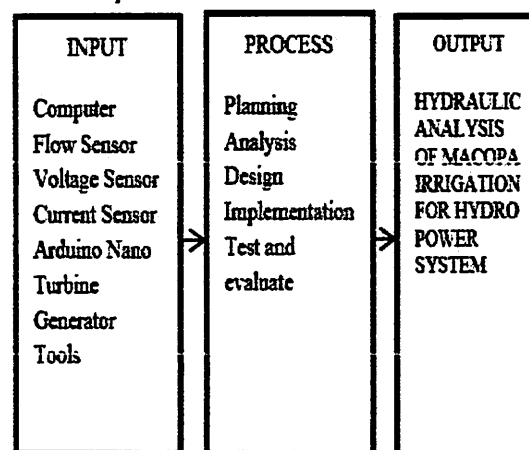 INPUT
Computer
Flow Sensor
Voltage Sensor
Current Sensor
Arduino Nano
Turbine
Generator
Tools
PROCESS
Planning
Analysis
Design
Implementation
Test and
evaluate
OUTPUT
HYDRAULIC
ANALYSIS
OF MACOPA
IRRIGATION
FOR HYDRO
POWER
SYSTEM